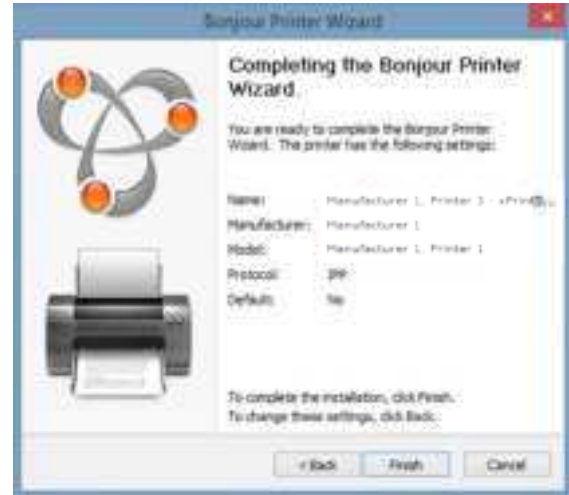 Bonjour Printer Wizard
Completing the Bonjour Printer
Wizard.
You are ready to complete the Bonjour Printer
Wizard. The printer has the following settings:
Name: Manufacturer 1, Printer
Manufacturer: Manufacturer 1
Model: Manufacturer 1, Printer 1
Protocol: IPP
Default: No
To complete the installation, click Finish.
To change these settings, click Back.
< Back Finish Cancel